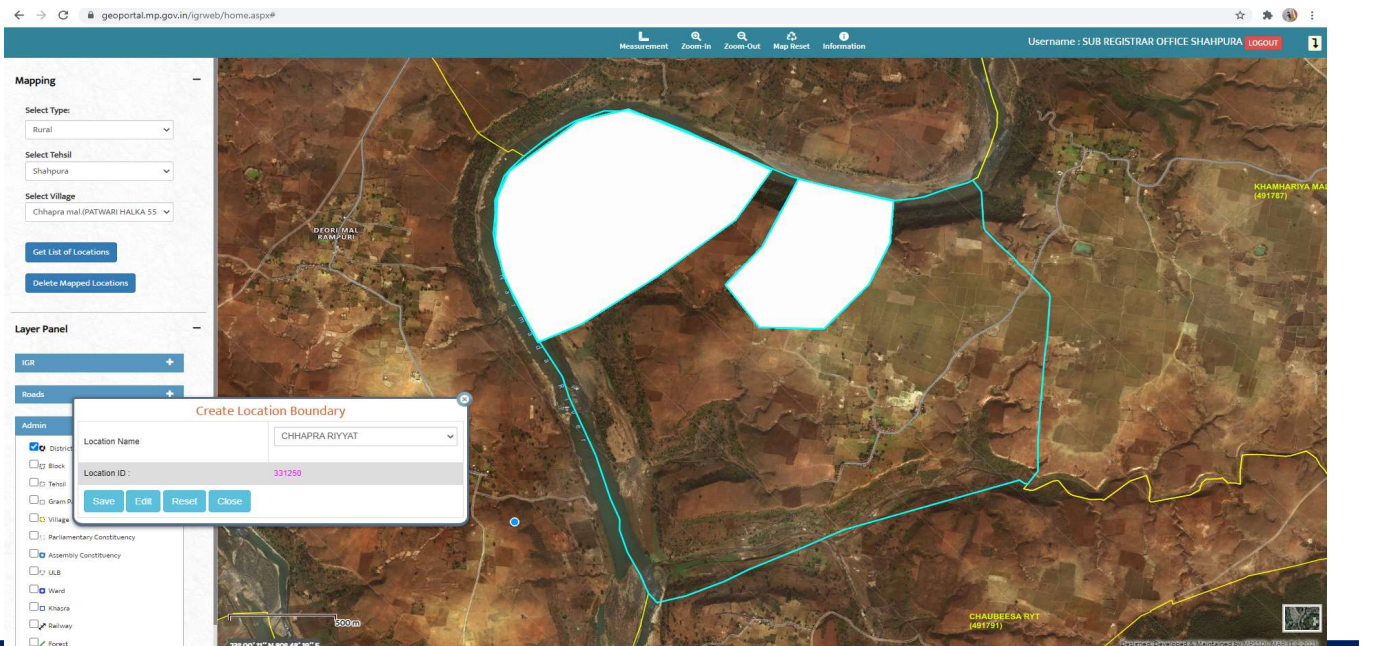 geoportal.mp.gov.in/igrweb/home.aspx#
Measurement Zoom-In Zoom-Out Map Reset Information
Username : SUB REGISTRAR OFFICE SHAHPURA LOGOUT
Mapping
Select Type:
Rural
Select Tehsil
Shahpura
Select Village
Chhapra mal.(PATWARI HALKA 55
Get List of Locations
Delete Mapped Locations
Layer Panel
IGR
Roads
Admin
District
Block
Tehsil
Gram P
Village
Parliamentary Constituency
Assembly Constituency
ULB
Ward
Khasra
Railway
Forest
Create Location Boundary
Location Name
CHHAPRA RIYYAT
Location ID :
331250
Save Edit Reset Close
DEORI MAL
RAMPURI
KHAMHARIYA MAL
(491787)
Narmada River
CHAUBEESA RYT
(491791)
500 m